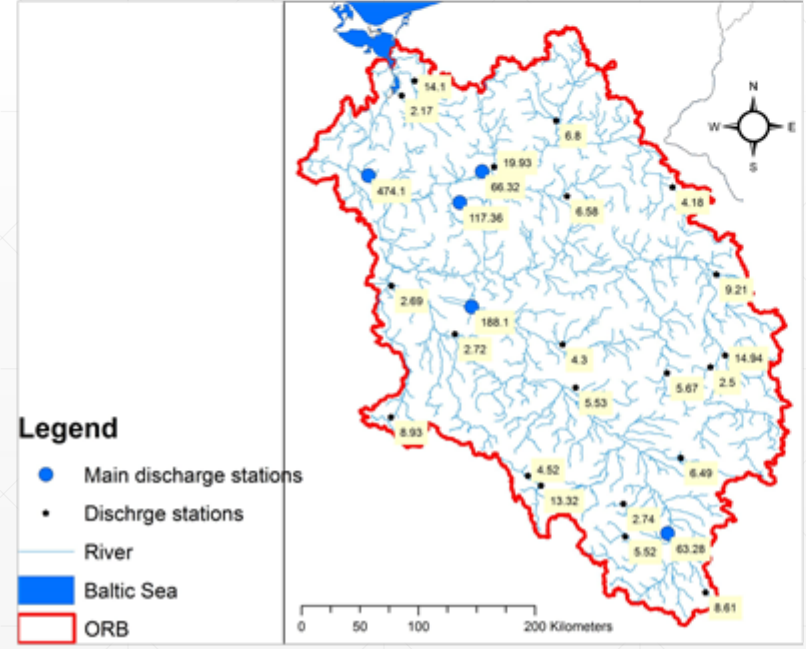 14.1
2.17
6.8
N
W
E
S
19.93
474.1
66.32
117.36
6.58
4.18
9.21
2.69
188.1
2.72
4.3
14.94
5.67
2.5
5.53
8.93
Legend
Main discharge stations
4.52
6.49
13.32
Dischrge stations
2.74
River
5.52
63.28
Baltic Sea
8.61
ORB
0 50 100 200 Kilometers